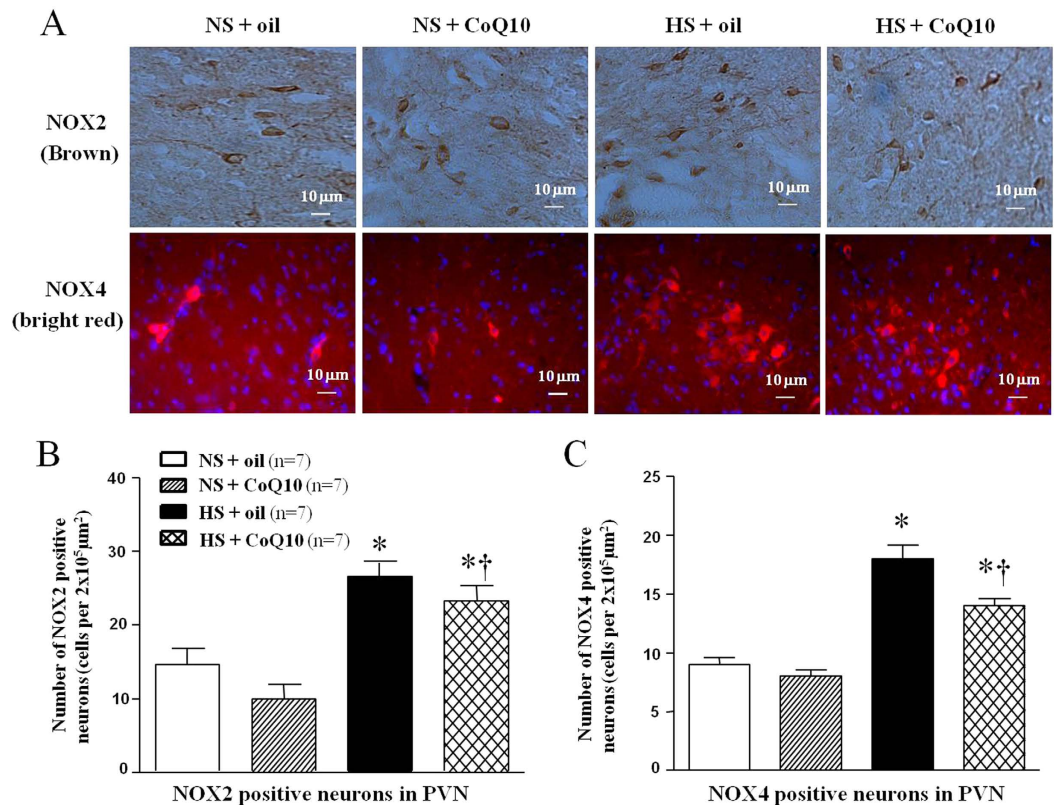 A
NS + oil
NS + CoQ10
HS + oil
HS + CoQ10
NOX2
(Brown)
10 μm
10 μm
10 μm
10 μm
NOX4
(bright red)
10 μm
10 μm
10 μm
10 μm
B
NS + oil (n=7)
NS + CoQ10 (n=7)
HS + oil (n=7)
HS + CoQ10 (n=7)
Number of NOX2 positive
neurons (cells per 2x10⁵μm²)
40
30
20
10
0
*
*†
NOX2 positive neurons in PVN
C
Number of NOX4 positive
neurons (cells per 2x10⁵μm²)
25
20
15
10
5
0
*
*†
NOX4 positive neurons in PVN